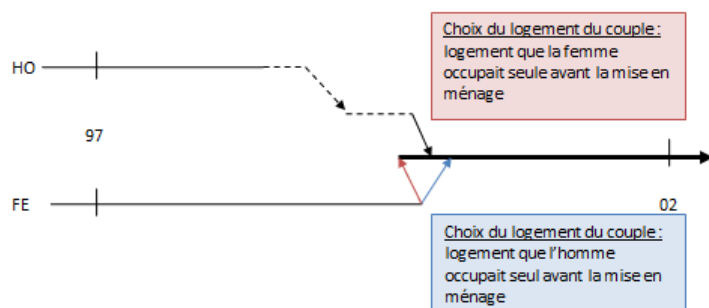 Choix du logement du couple :
logement que la femme
occupait seule avant la mise en
ménage
HO
97
FE
02
Choix du logement du couple :
logement que l'homme
occupait seul avant la mise en
ménage